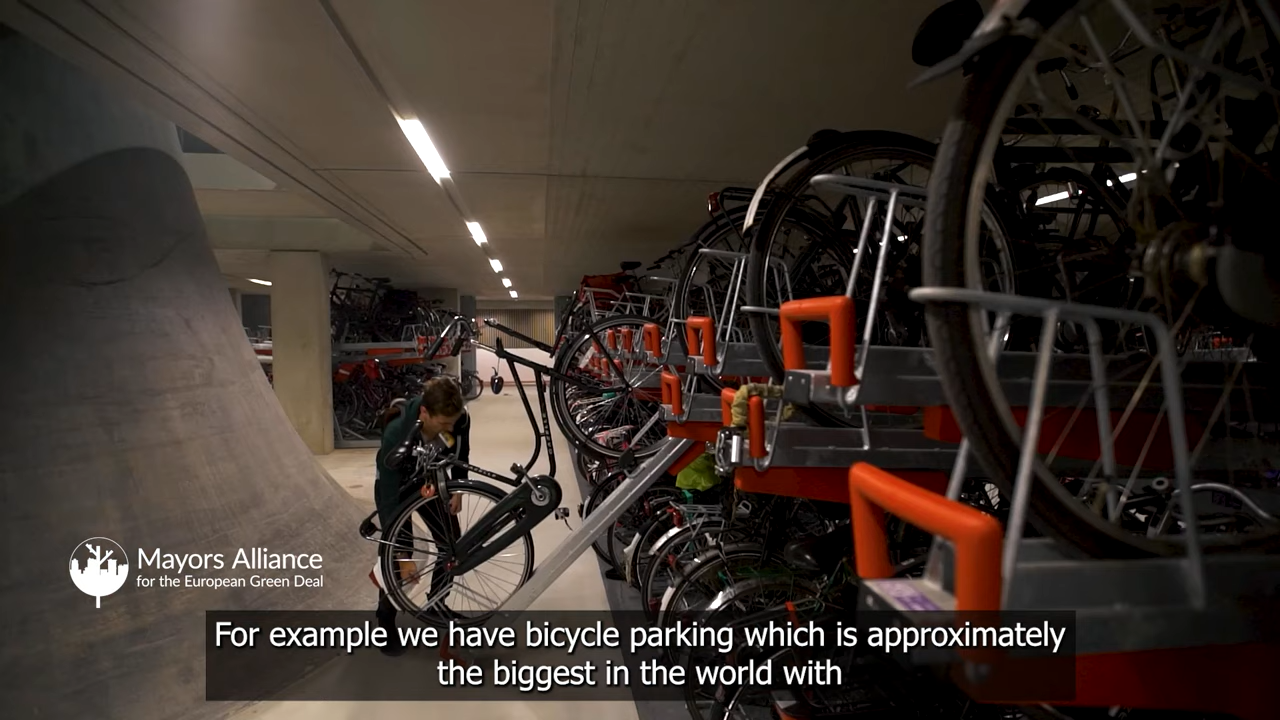 Mayors Alliance
for the European Green Deal
For example we have bicycle parking which is approximately
the biggest in the world with